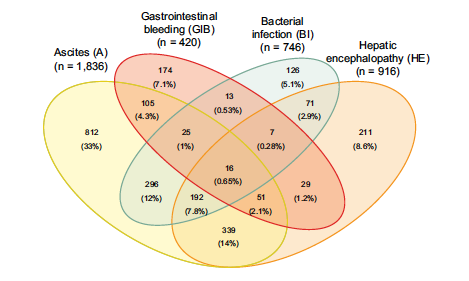 Gastrointestinal
bleeding (GIB)
(n = 420)
Bacterial
infection (BI)
(n = 746)
Ascites (A)
(n = 1,836)
Hepatic
encephalopathy (HE)
(n = 916)
174
(7.1%)
126
(5.1%)
105
(4.3%)
13
(0.53%)
71
(2.9%)
812
(33%)
25
(1%)
7
(0.28%)
211
(8.6%)
16
(0.65%)
296
(12%)
192
(7.8%)
51
(2.1%)
29
(1.2%)
339
(14%)